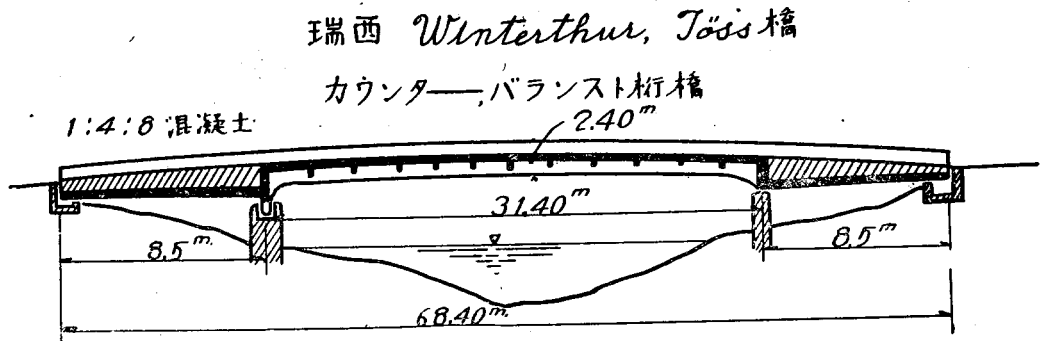 瑞西 Winterthur, Töss橋
カウンター，バランスト桁橋
1:4:8 混凝土
2.40m
31.40m
8.5m.
8.5m
68.40m.